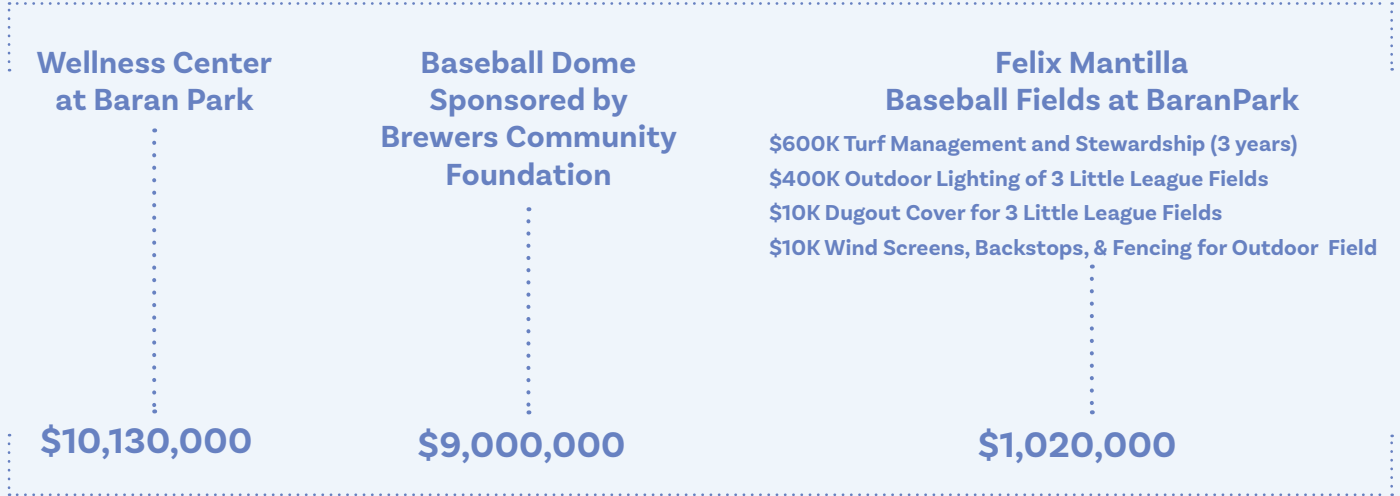 Wellness Center
at Baran Park
$10,130,000
Baseball Dome
Sponsored by
Brewers Community
Foundation
$9,000,000
Felix Mantilla
Baseball Fields at BaranPark
$600K Turf Management and Stewardship (3 years)
$400K Outdoor Lighting of 3 Little League Fields
$10K Dugout Cover for 3 Little League Fields
$10K Wind Screens, Backstops, & Fencing for Outdoor  Field
$1,020,000